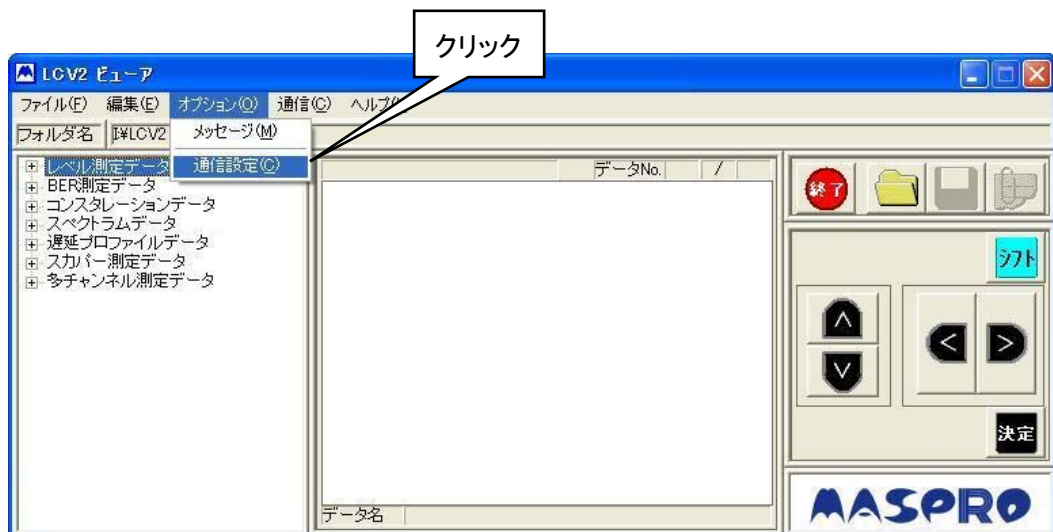 クリック
LCV2 ビューア
ファイル(F) 編集(E) オプション(O) 通信(C) ヘルプ
フォルダ名 I:¥LCV2
メッセージ(M)
通信設定(C)
レベル測定データ
BER測定データ
コンスタレーションデータ
スペクトラムデータ
遅延プロファイルデータ
スカパー測定データ
多チャンネル測定データ
データNo. /
データ名
終了
シフト
決定
MASPRO